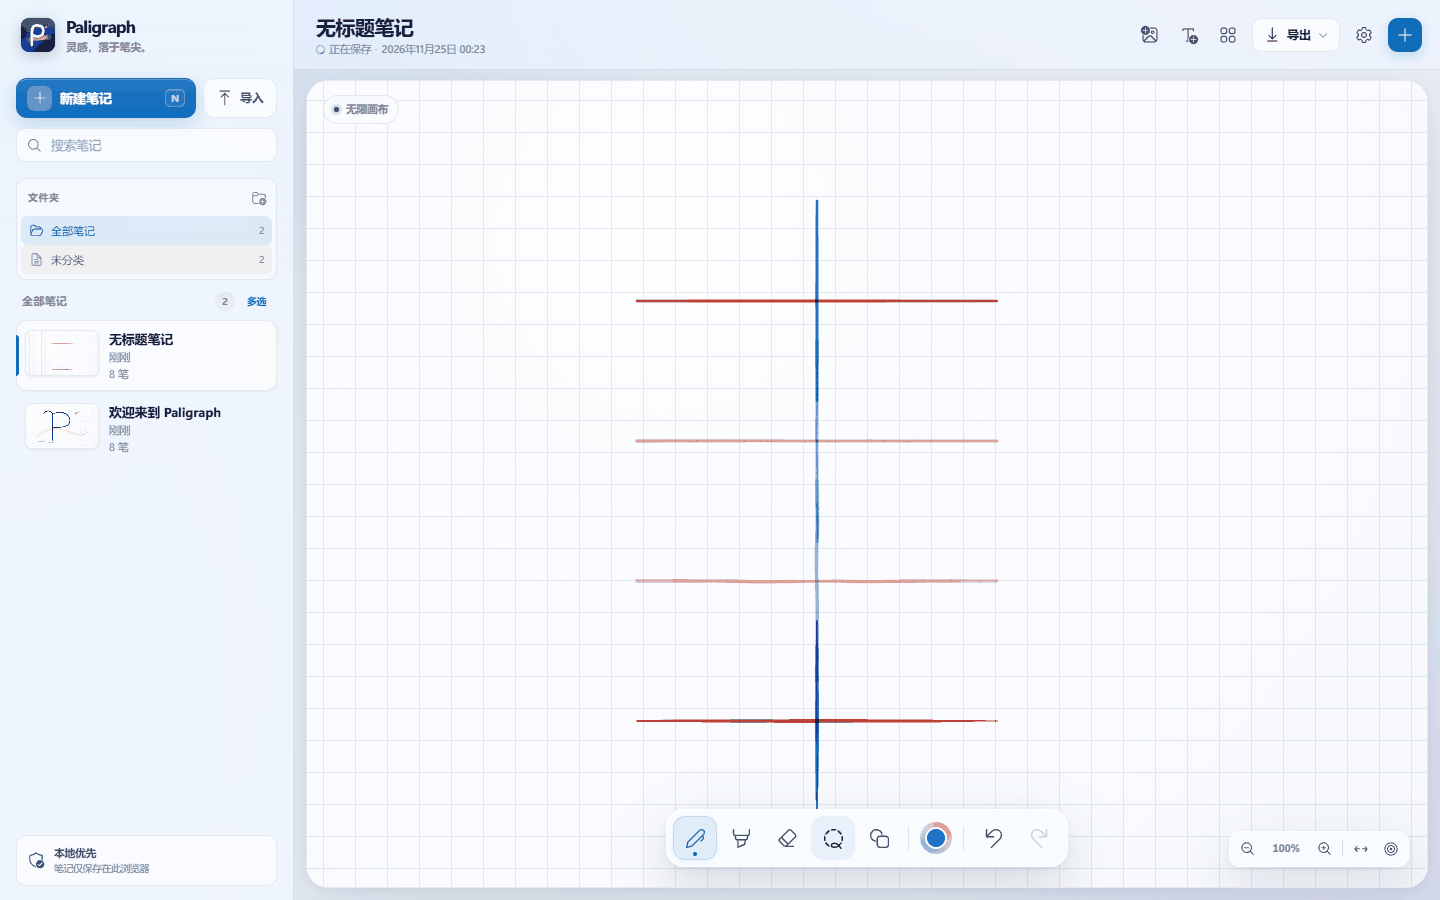 Paligraph
灵感，落于笔尖。
新建笔记 N
导入
搜索笔记
文件夹
全部笔记 2
未分类 2
全部笔记 2 多选
无标题笔记
刚刚
8 笔
欢迎来到 Paligraph
刚刚
8 笔
本地优先
笔记仅保存在此浏览器
无标题笔记
正在保存 · 2026年11月25日 00:23
导出
无限画布
100%